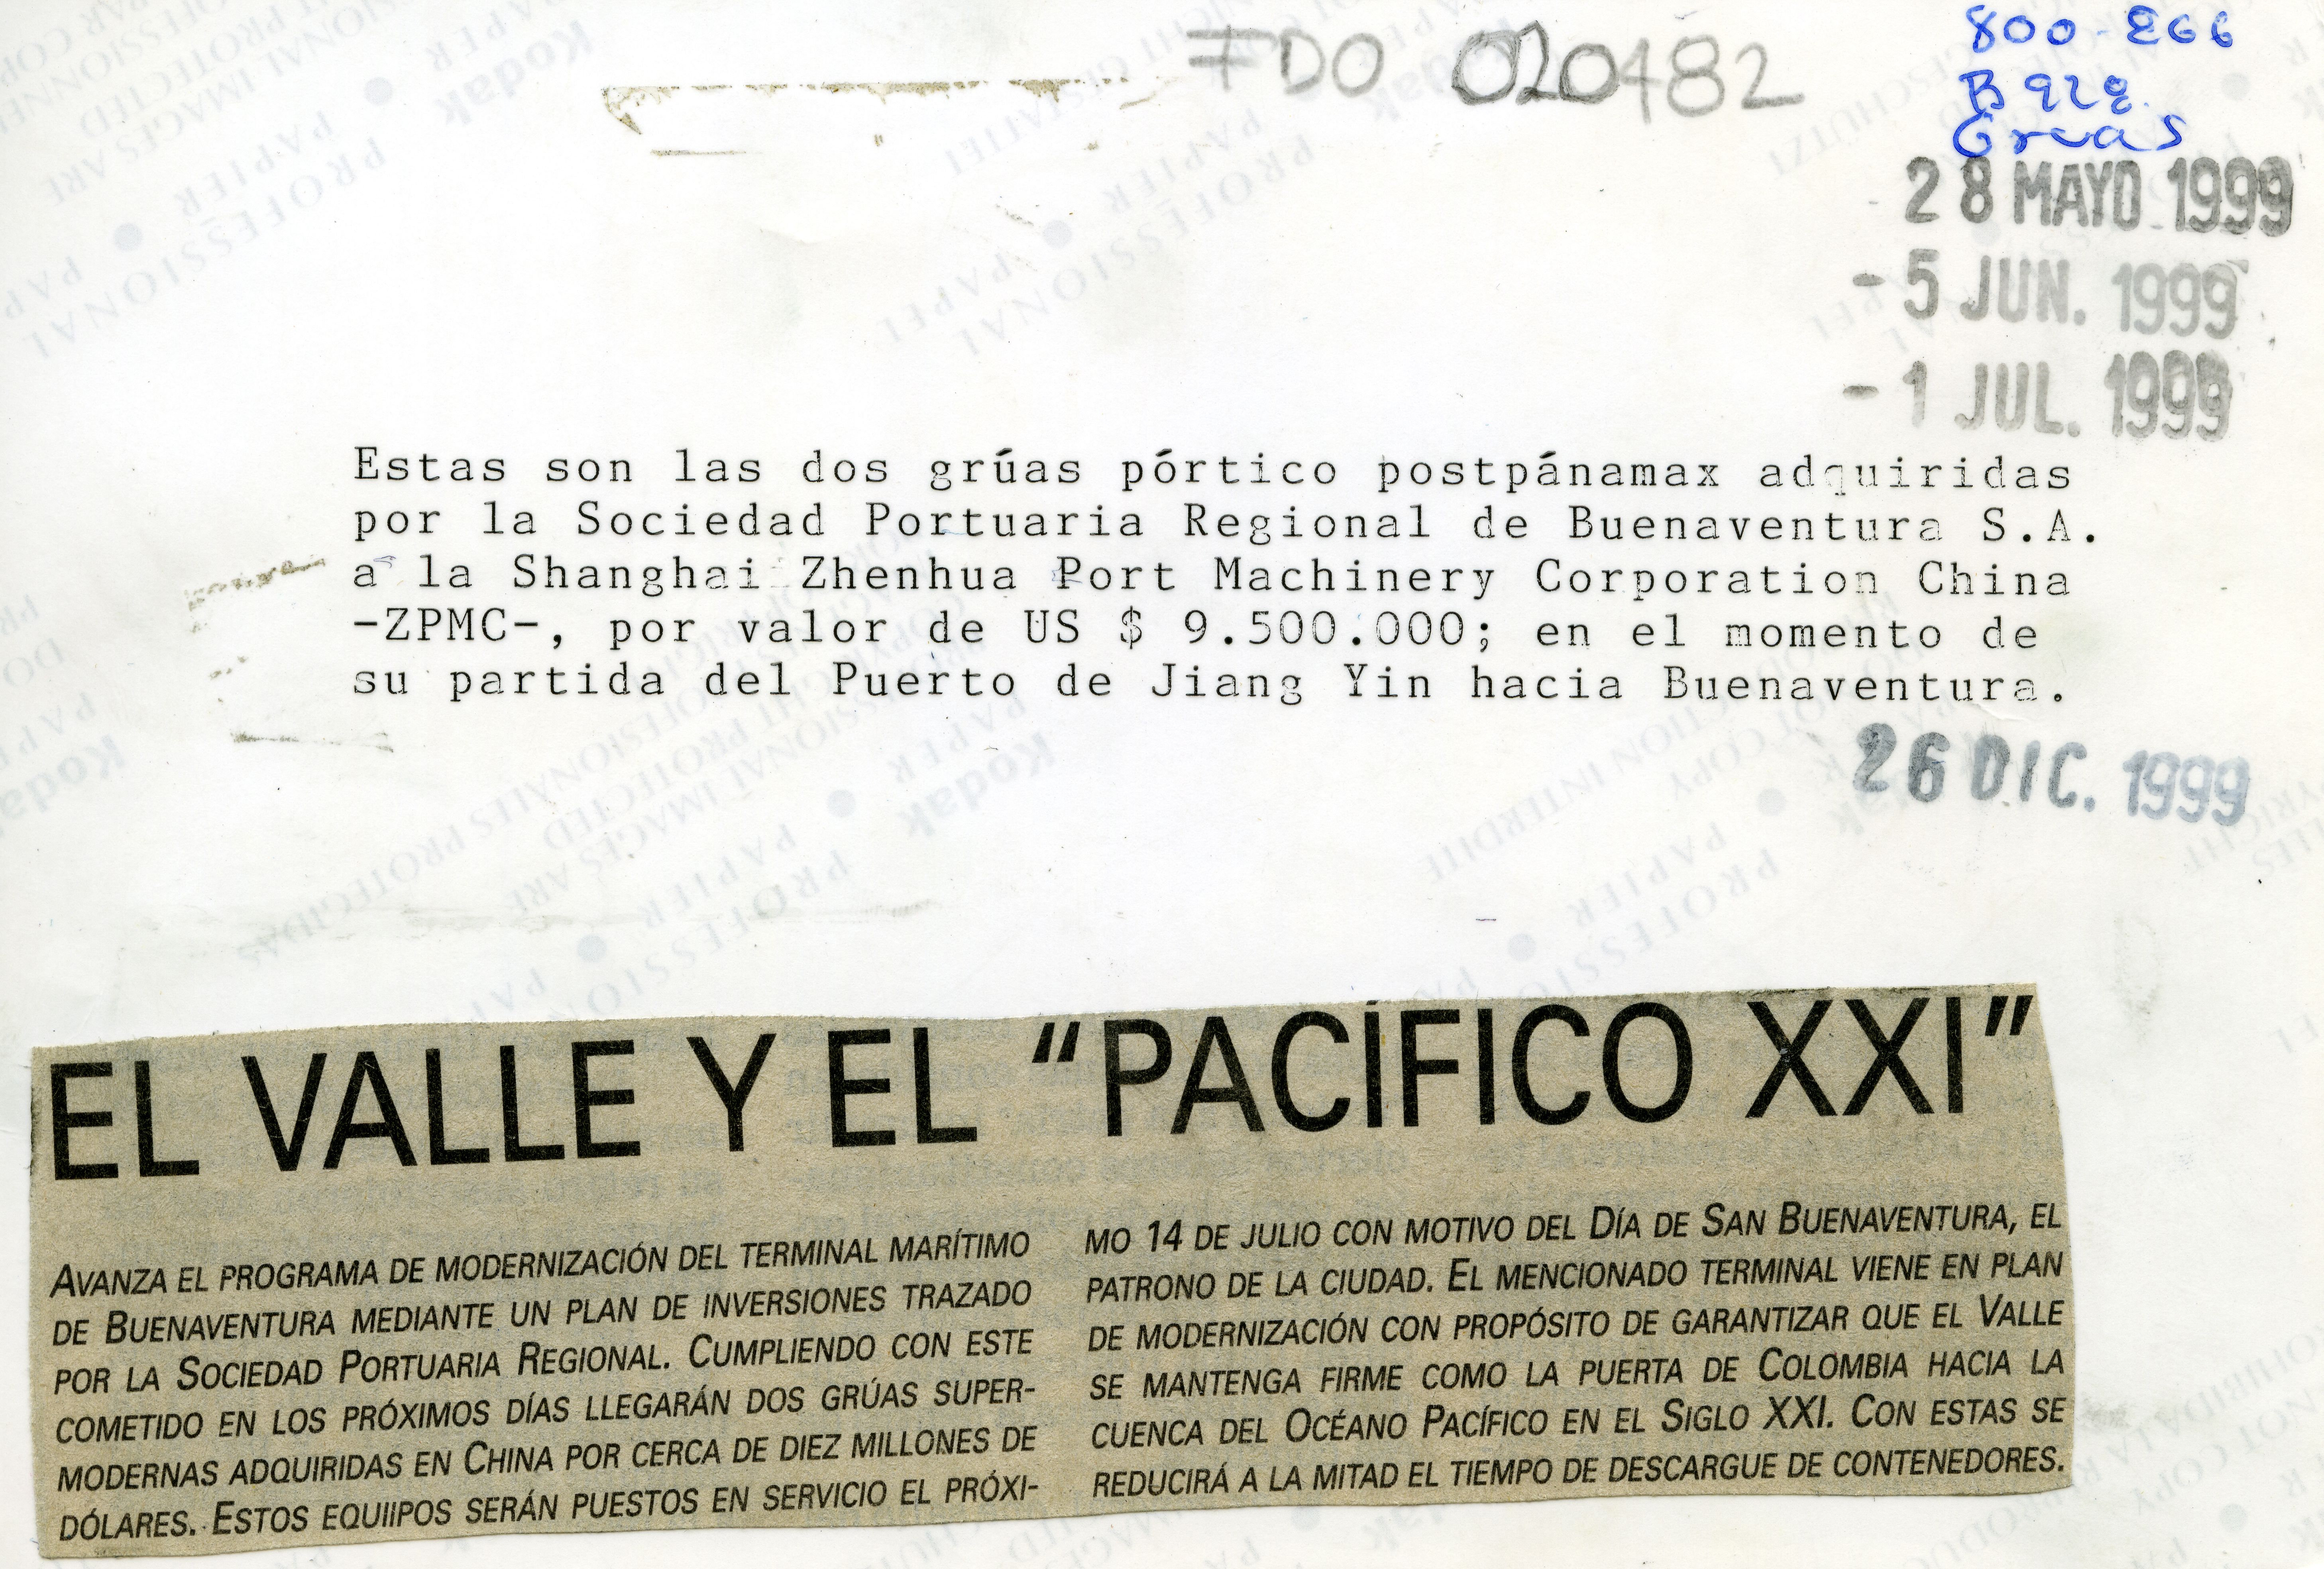 FDO 020482
800-266
B928
Gruas
28 MAYO 1999
- 5 JUN. 1999
- 1 JUL. 1999
Estas son las dos grúas pórtico postpánamax adquiridas
por la Sociedad Portuaria Regional de Buenaventura S.A.
a la Shanghai Zhenhua Port Machinery Corporation China
-ZPMC-, por valor de US $ 9.500.000; en el momento de
su partida del Puerto de Jiang Yin hacia Buenaventura.
26 DIC. 1999
EL VALLE Y EL “PACÍFICO XXI”
AVANZA EL PROGRAMA DE MODERNIZACIÓN DEL TERMINAL MARÍTIMO
DE BUENAVENTURA MEDIANTE UN PLAN DE INVERSIONES TRAZADO
POR LA SOCIEDAD PORTUARIA REGIONAL. CUMPLIENDO CON ESTE
COMETIDO EN LOS PRÓXIMOS DÍAS LLEGARÁN DOS GRÚAS SUPER-
MODERNAS ADQUIRIDAS EN CHINA POR CERCA DE DIEZ MILLONES DE
DÓLARES. ESTOS EQUIIPOS SERÁN PUESTOS EN SERVICIO EL PRÓXI-
MO 14 DE JULIO CON MOTIVO DEL DÍA DE SAN BUENAVENTURA, EL
PATRONO DE LA CIUDAD. EL MENCIONADO TERMINAL VIENE EN PLAN
DE MODERNIZACIÓN CON PROPÓSITO DE GARANTIZAR QUE EL VALLE
SE MANTENGA FIRME COMO LA PUERTA DE COLOMBIA HACIA LA
CUENCA DEL OCÉANO PACÍFICO EN EL SIGLO XXI. CON ESTAS SE
REDUCIRÁ A LA MITAD EL TIEMPO DE DESCARGUE DE CONTENEDORES.